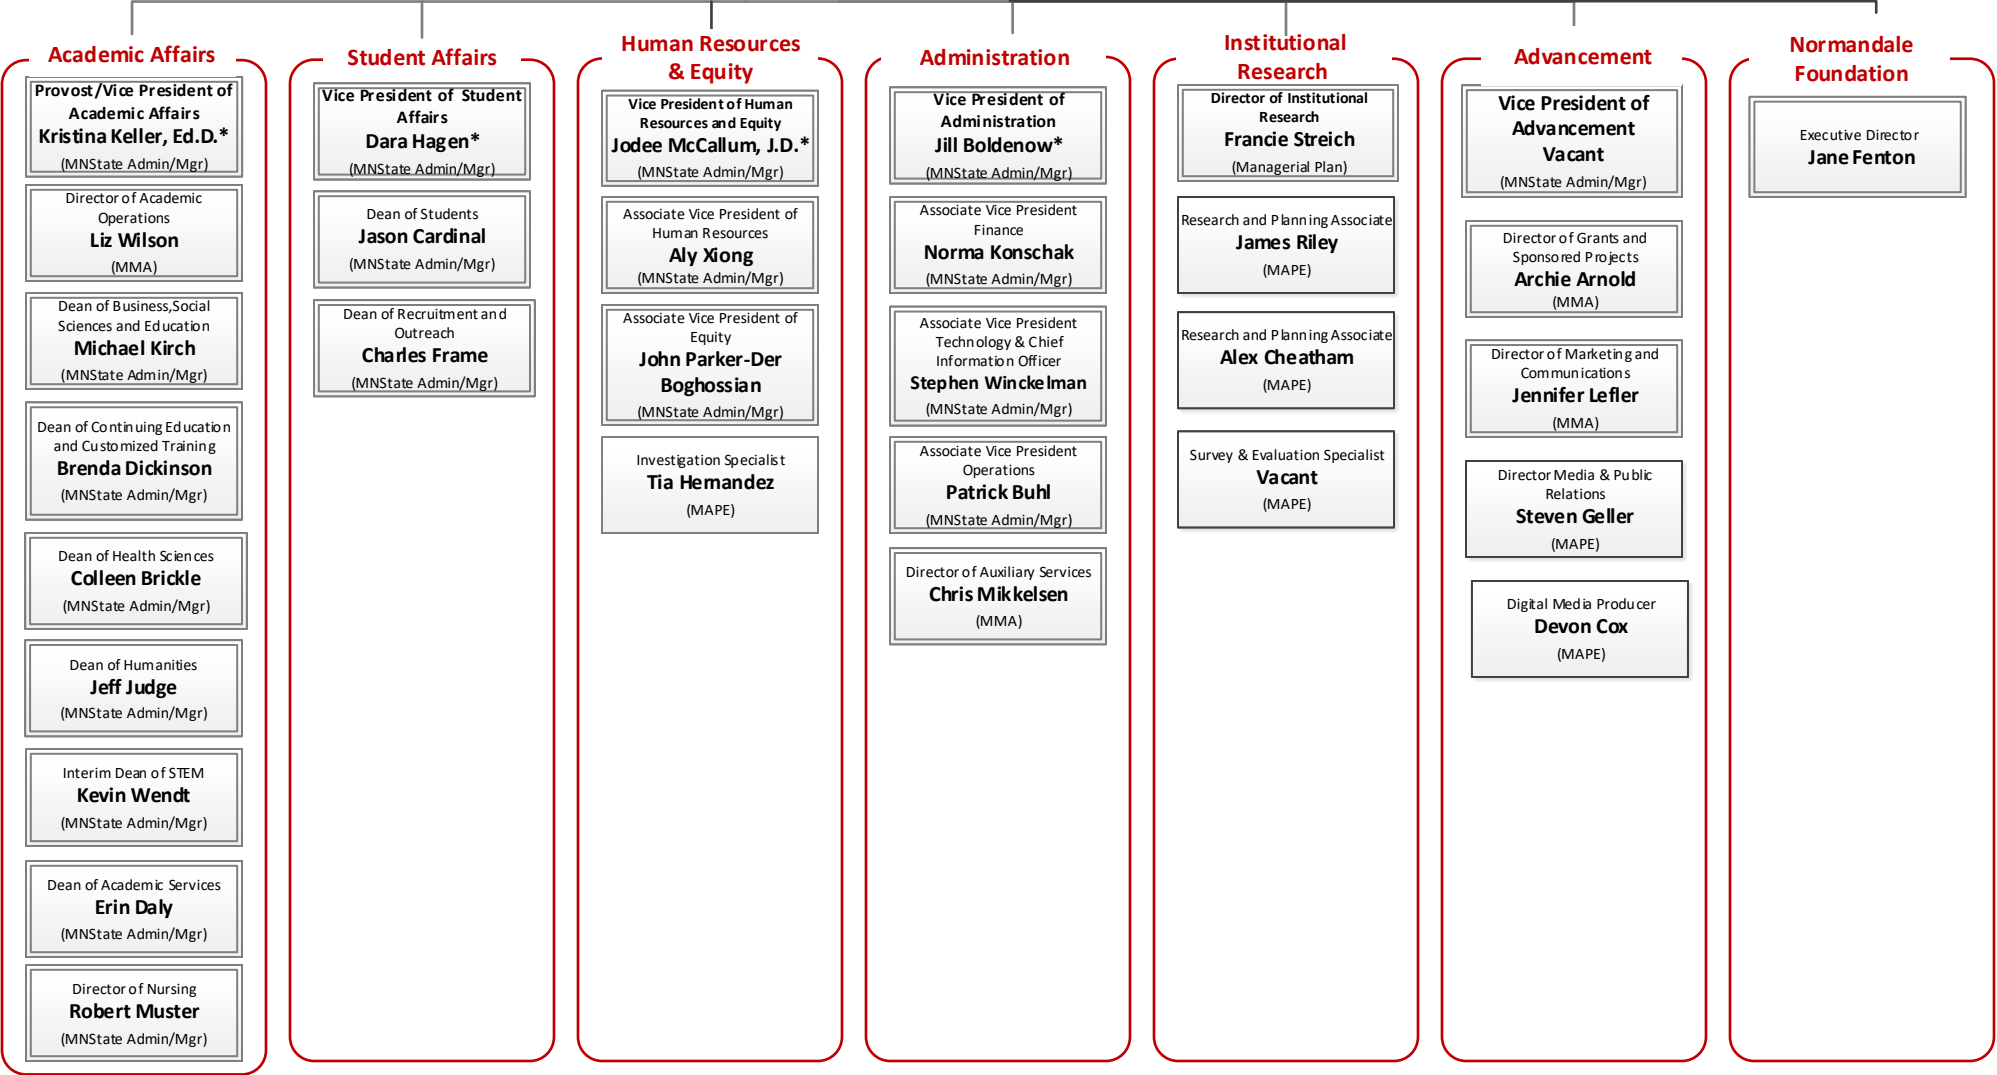 Academic Affairs
Provost/Vice President of
Academic Affairs
Kristina Keller, Ed.D.*
(MNState Admin/Mgr)
Director of Academic
Operations
Liz Wilson
(MMA)
Dean of Business,Social
Sciences and Education
Michael Kirch
(MNState Admin/Mgr)
Dean of Continuing Education
and Customized Training
Brenda Dickinson
(MNState Admin/Mgr)
Dean of Health Sciences
Colleen Brickle
(MNState Admin/Mgr)
Dean of Humanities
Jeff Judge
(MNState Admin/Mgr)
Interim Dean of STEM
Kevin Wendt
(MNState Admin/Mgr)
Dean of Academic Services
Erin Daly
(MNState Admin/Mgr)
Director of Nursing
Robert Muster
(MNState Admin/Mgr)
Student Affairs
Vice President of Student
Affairs
Dara Hagen*
(MNState Admin/Mgr)
Dean of Students
Jason Cardinal
(MNState Admin/Mgr)
Dean of Recruitment and
Outreach
Charles Frame
(MNState Admin/Mgr)
Human Resources
& Equity
Vice President of Human
Resources and Equity
Jodee McCallum, J.D.*
(MNState Admin/Mgr)
Associate Vice President of
Human Resources
Aly Xiong
(MNState Admin/Mgr)
Associate Vice President of
Equity
John Parker-Der
Boghossian
(MNState Admin/Mgr)
Investigation Specialist
Tia Hernandez
(MAPE)
Administration
Vice President of
Administration
Jill Boldenow*
(MNState Admin/Mgr)
Associate Vice President
Finance
Norma Konschak
(MNState Admin/Mgr)
Associate Vice President
Technology & Chief
Information Officer
Stephen Winckelman
(MNState Admin/Mgr)
Associate Vice President
Operations
Patrick Buhl
(MNState Admin/Mgr)
Director of Auxiliary Services
Chris Mikkelsen
(MMA)
Institutional
Research
Director of Institutional
Research
Francie Streich
(Managerial Plan)
Research and Planning Associate
James Riley
(MAPE)
Research and Planning Associate
Alex Cheatham
(MAPE)
Survey & Evaluation Specialist
Vacant
(MAPE)
Advancement
Vice President of
Advancement
Vacant
(MNState Admin/Mgr)
Director of Grants and
Sponsored Projects
Archie Arnold
(MMA)
Director of Marketing and
Communications
Jennifer Lefler
(MMA)
Director Media & Public
Relations
Steven Geller
(MAPE)
Digital Media Producer
Devon Cox
(MAPE)
Normandale
Foundation
Executive Director
Jane Fenton